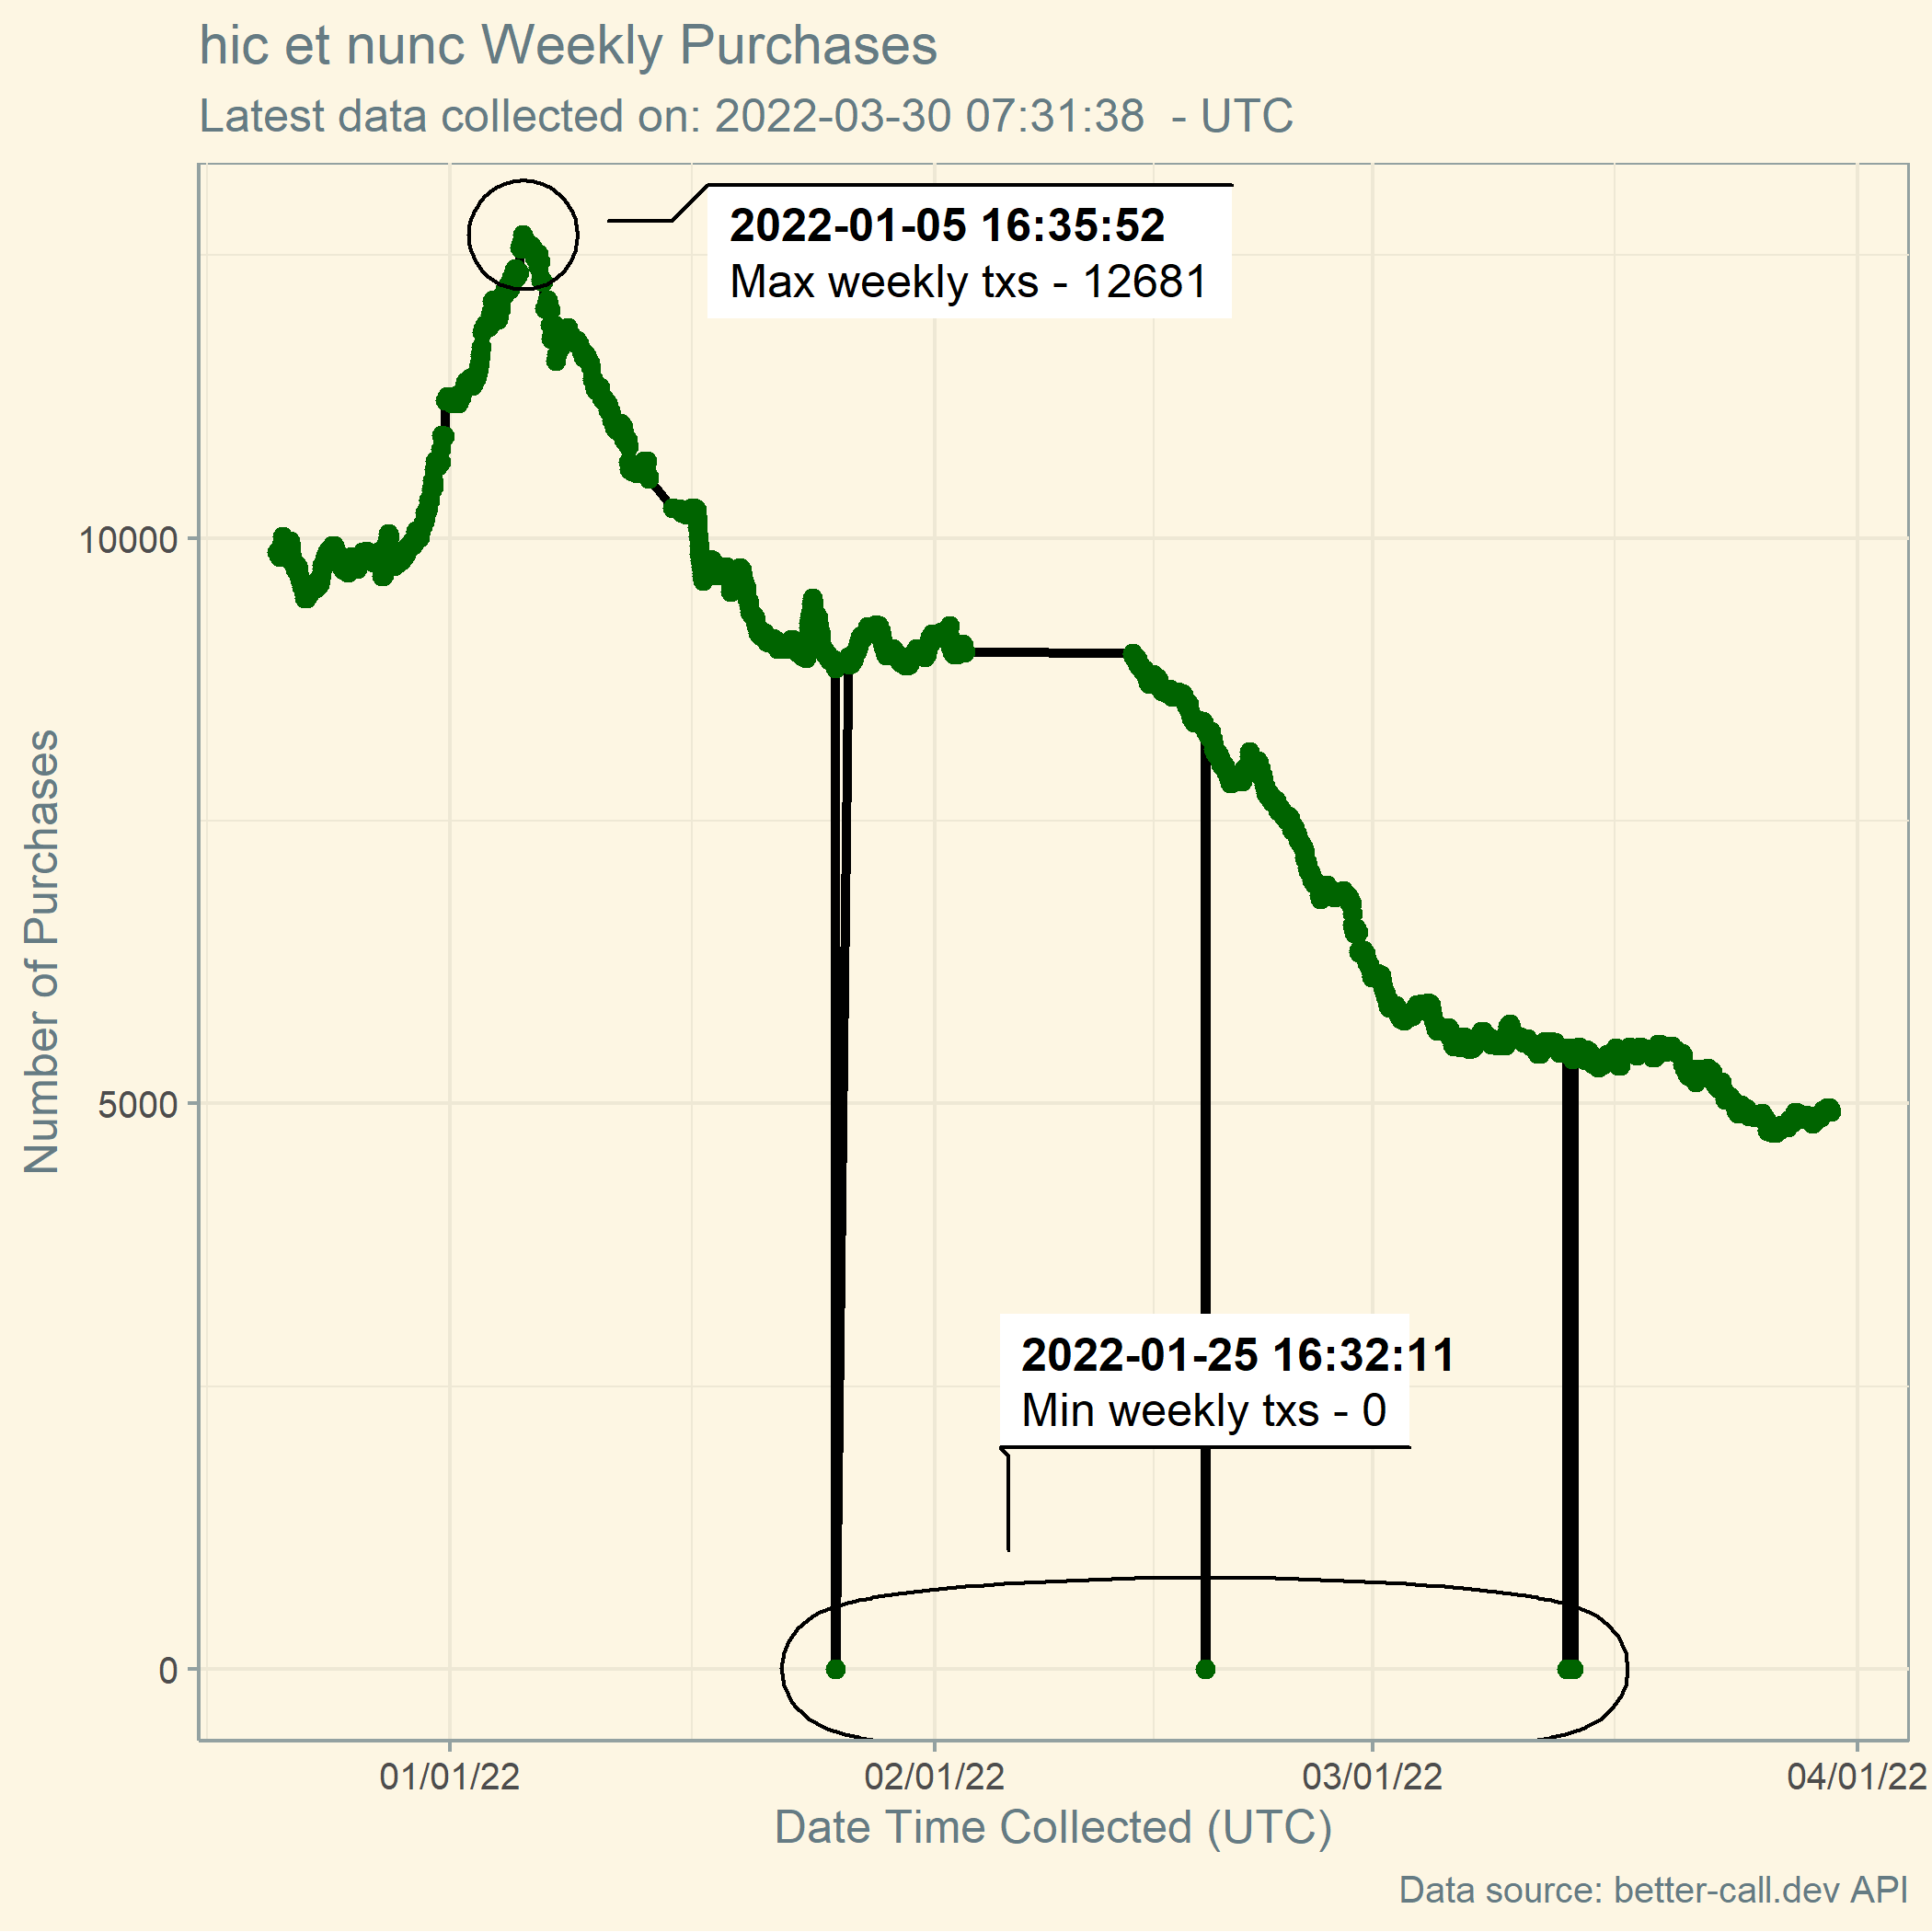 hic et nunc Weekly Purchases
Latest data collected on: 2022-03-30 07:31:38  - UTC
2022-01-05 16:35:52
Max weekly txs - 12681
Number of Purchases
10000
5000
0
2022-01-25 16:32:11
Min weekly txs - 0
01/01/22 02/01/22 03/01/22 04/01/22
Date Time Collected (UTC)
Data source: better-call.dev API